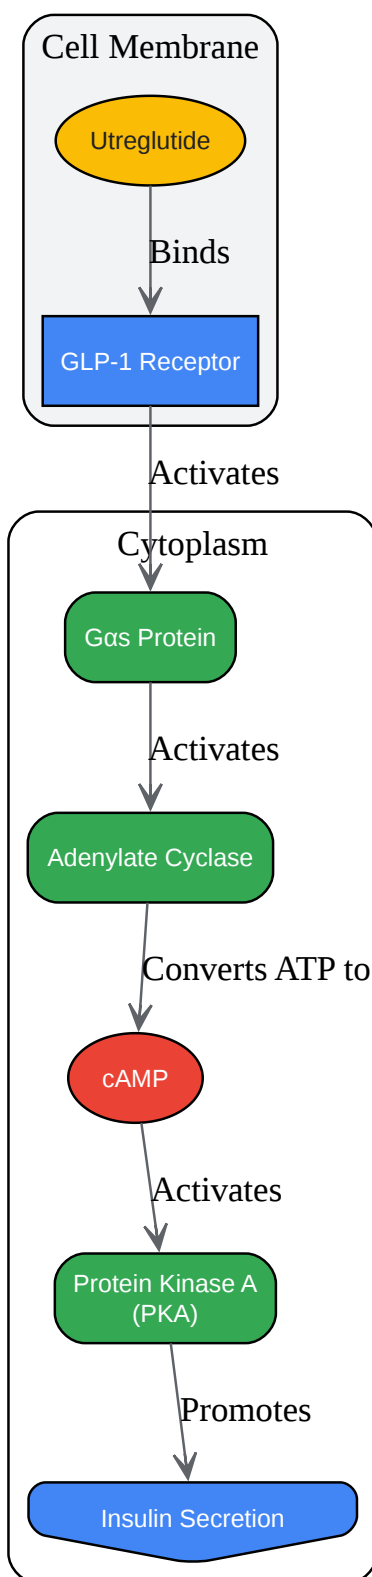 Cell Membrane
Utreglutide
Binds
GLP-1 Receptor
Activates
Cytoplasm
Gαs Protein
Activates
Adenylate Cyclase
Converts ATP to
cAMP
Activates
Protein Kinase A
(PKA)
Promotes
Insulin Secretion